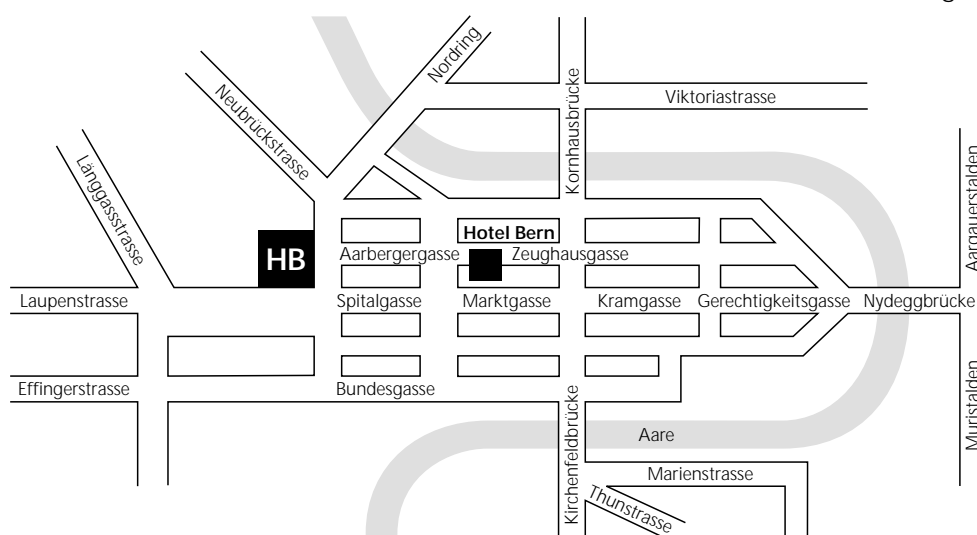 Nordring
Neubrückstrasse
Kornhausbrücke
Viktoriastrasse
Länggassstrasse
Aargauerstalden
Hotel Bern
HB
Aarbergergasse
Zeughausgasse
Laupenstrasse
Spitalgasse
Marktgasse
Kramgasse
Gerechtigkeitsgasse
Nydeggbrücke
Effingerstrasse
Bundesgasse
Kirchenfeldbrücke
Muristalden
Aare
Marienstrasse
Thunstrasse